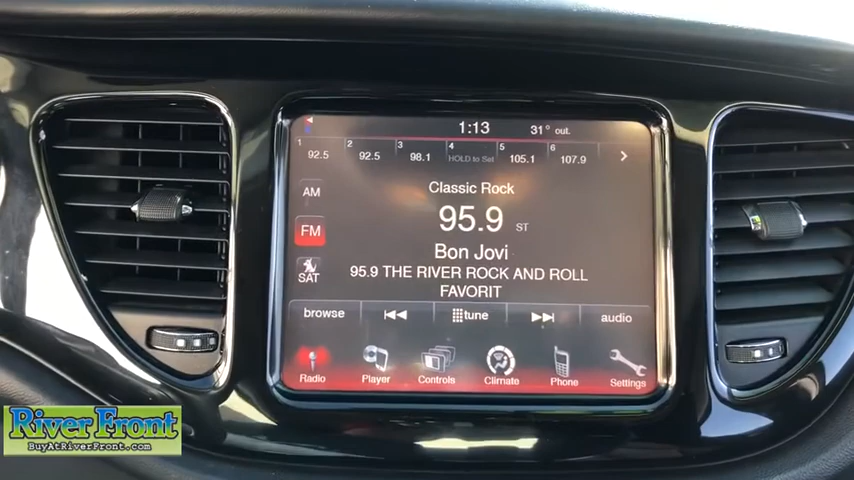 1:13 31° out.
1 2 3 4 5 6
92.5 92.5 98.1 HOLD to Set 105.1 107.9
AM
FM
SAT
Classic Rock
95.9 ST
Bon Jovi
95.9 THE RIVER ROCK AND ROLL
FAVORIT
browse tune audio
Radio Player Controls Climate Phone Settings
River Front
BuyAtRiverFront.com